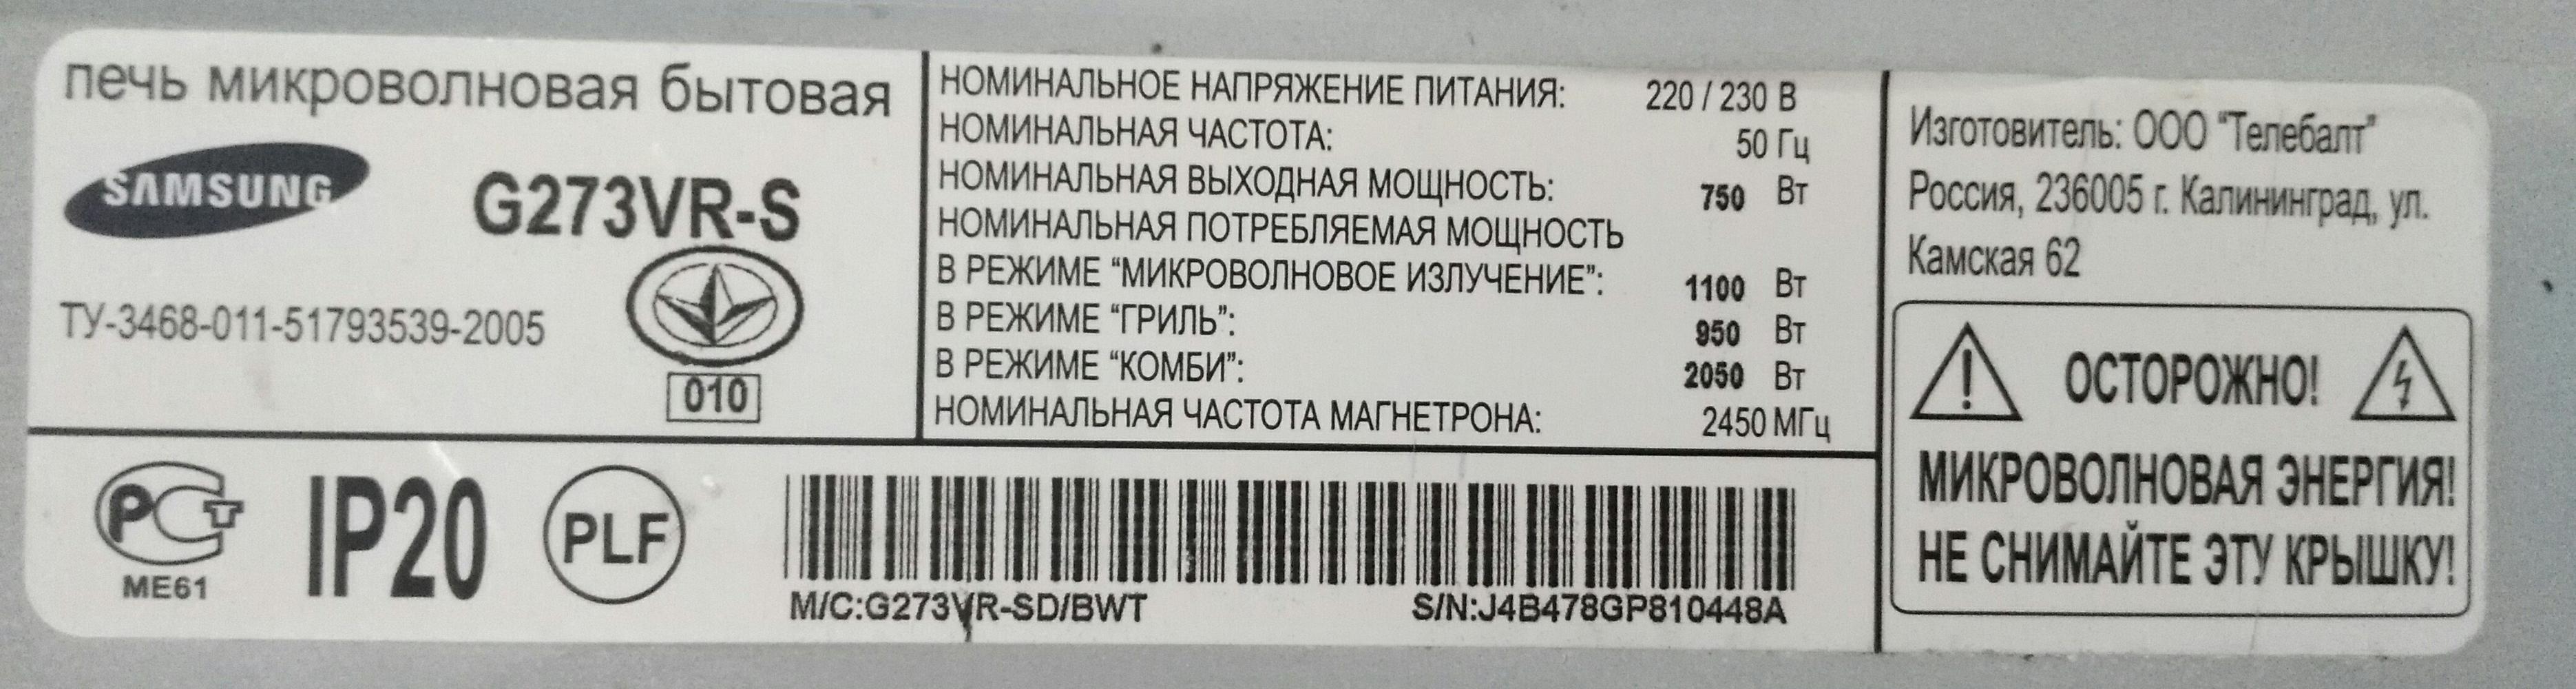 печь микроволновая бытовая
SAMSUNG
G273VR-S
ТУ-3468-011-51793539-2005
010
НОМИНАЛЬНОЕ НАПРЯЖЕНИЕ ПИТАНИЯ: 220 / 230 В
НОМИНАЛЬНАЯ ЧАСТОТА: 50 Гц
НОМИНАЛЬНАЯ ВЫХОДНАЯ МОЩНОСТЬ: 750 Вт
НОМИНАЛЬНАЯ ПОТРЕБЛЯЕМАЯ МОЩНОСТЬ
В РЕЖИМЕ “МИКРОВОЛНОВОЕ ИЗЛУЧЕНИЕ”: 1100 Вт
В РЕЖИМЕ “ГРИЛЬ”: 950 Вт
В РЕЖИМЕ “КОМБИ”: 2050 Вт
НОМИНАЛЬНАЯ ЧАСТОТА МАГНЕТРОНА: 2450 МГц
Изготовитель: ООО “Телебалт”
Россия, 236005 г. Калининград, ул.
Камская 62
ОСТОРОЖНО!
МИКРОВОЛНОВАЯ ЭНЕРГИЯ!
НЕ СНИМАЙТЕ ЭТУ КРЫШКУ!
РСТ
ME61
IP20
PLF
M/C:G273VR-SD/BWT
S/N:J4B478GP810448A